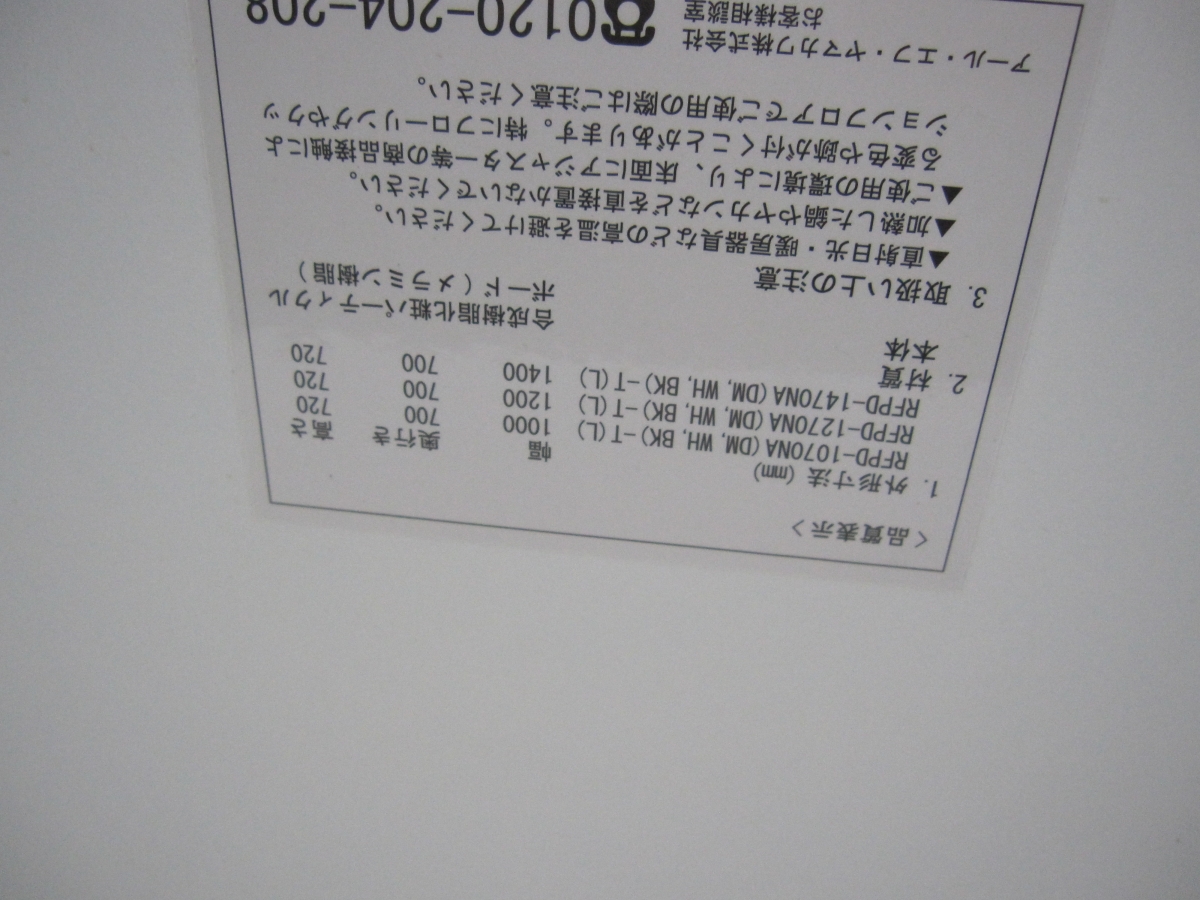 <品質表示>
1. 外形寸法 (mm) 幅 奥行き 高さ
RFPD-1070NA (DM, WH, BK) -T (L) 1000 700 720
RFPD-1270NA (DM, WH, BK) -T (L) 1200 700 720
RFPD-1470NA (DM, WH, BK) -T (L) 1400 700 720
2. 材質
本体 合成樹脂化粧パーティクル
ボード (メラミン樹脂)
3. 取扱い上の注意
▲直射日光・暖房器具などの高温を避けてください。
▲加熱した鍋やヤカンなどを直接置かないでください。
▲ご使用の環境により、床面にアジャスター等の商品接触によ
る変色や跡が付くことがあります。特にフローリングやクッ
ションフロアでご使用の際はご注意ください。
アール・エフ・ヤマカワ株式会社
お客様相談室 ☎0120-204-208